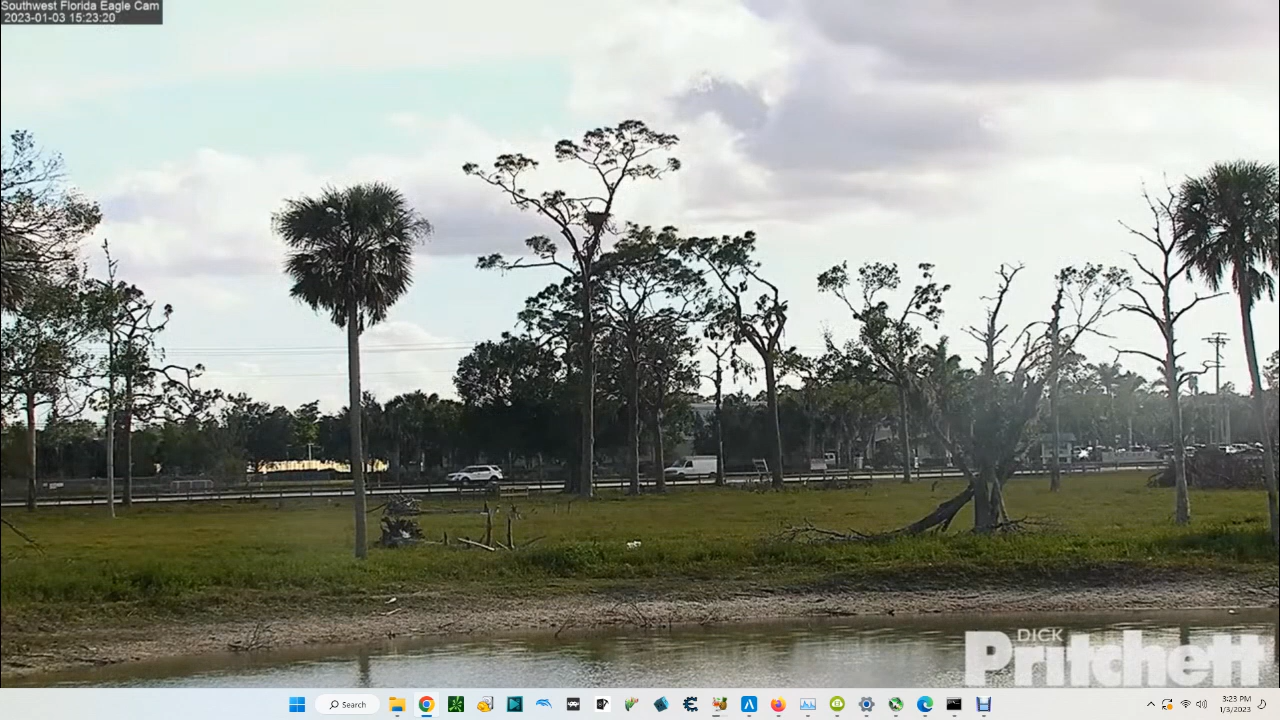 Southwest Florida Eagle Cam
2023-01-03 15:23:20
DICK
Pritchett
Search
3:23 PM
1/3/2023